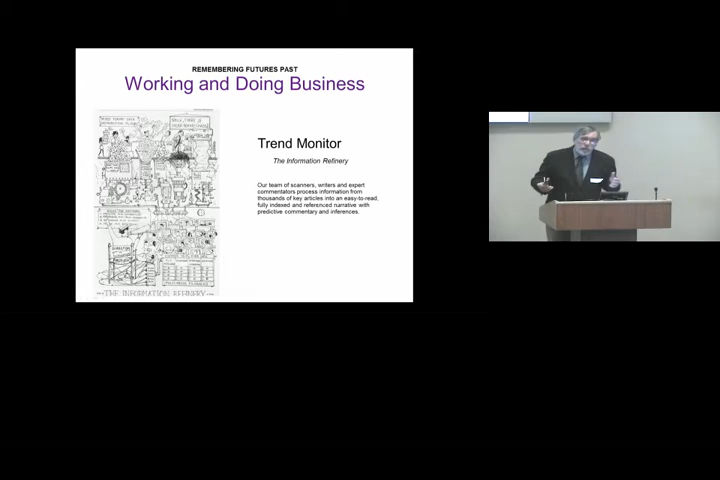 REMEMBERING FUTURES PAST
Working and Doing Business
Trend Monitor
The Information Refinery
Our team of scanners, writers and expert
commentators process information from
thousands of key articles into an easy-to-read,
fully indexed and referenced narrative with
predictive commentary and inferences.
THE INFORMATION REFINERY